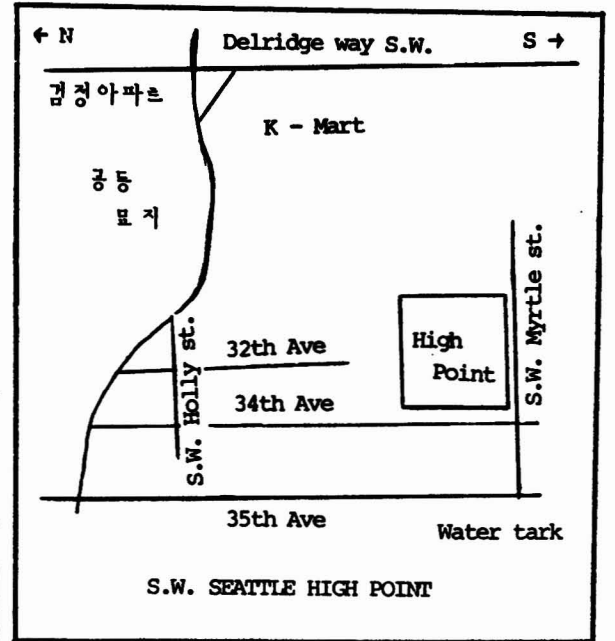 ← N Delridge way S.W. S →
검정아파트
K - Mart
공동
묘지
S.W. Myrtle st.
S.W. Holly st.
High
Point
32th Ave
34th Ave
35th Ave
Water tark
S.W. SEATTLE HIGH POINT